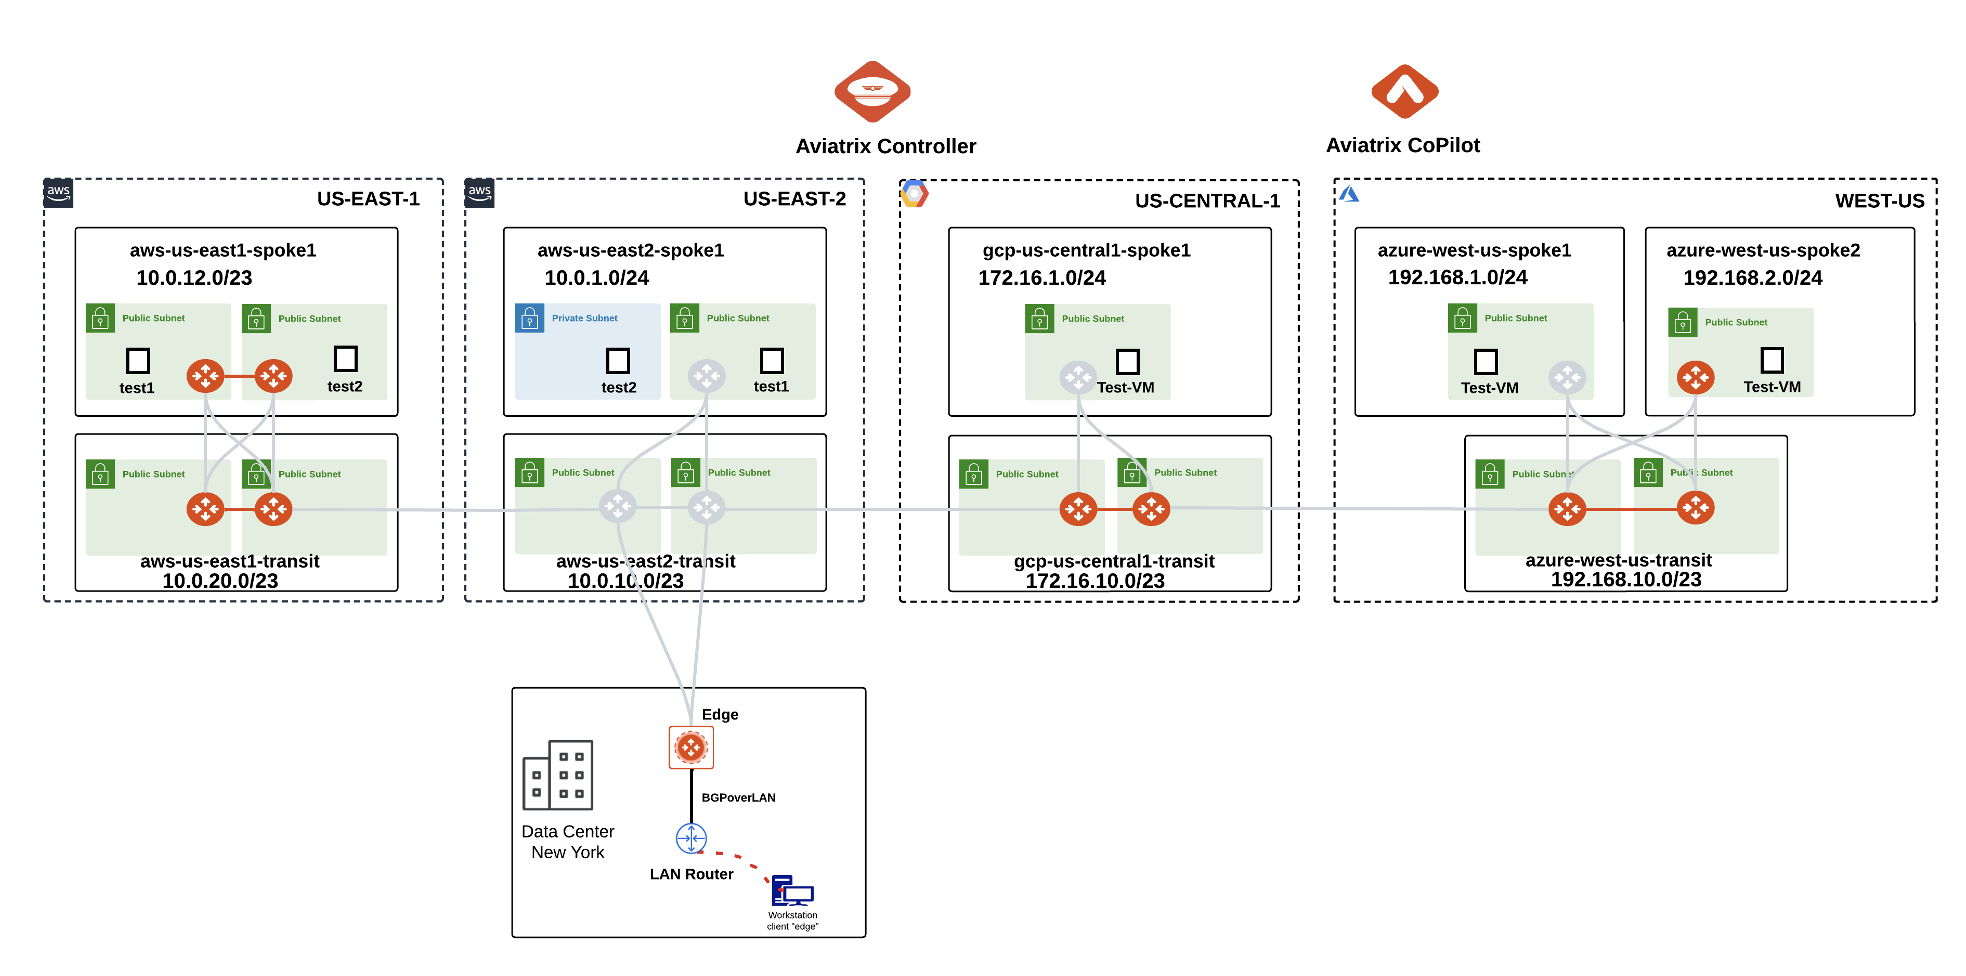 Aviatrix Controller
Aviatrix CoPilot
aws
US-EAST-1
aws-us-east1-spoke1
10.0.12.0/23
Public Subnet
Public Subnet
test1
test2
Public Subnet
Public Subnet
aws-us-east1-transit
10.0.20.0/23
aws
US-EAST-2
aws-us-east2-spoke1
10.0.1.0/24
Private Subnet
Public Subnet
test2
test1
Public Subnet
Public Subnet
aws-us-east2-transit
10.0.10.0/23
US-CENTRAL-1
gcp-us-central1-spoke1
172.16.1.0/24
Public Subnet
Test-VM
Public Subnet
Public Subnet
gcp-us-central1-transit
172.16.10.0/23
WEST-US
azure-west-us-spoke1
192.168.1.0/24
Public Subnet
Test-VM
azure-west-us-spoke2
192.168.2.0/24
Public Subnet
Test-VM
Public Subnet
Public Subnet
azure-west-us-transit
192.168.10.0/23
Edge
BGPoverLAN
Data Center
New York
LAN Router
Workstation
client "edge"